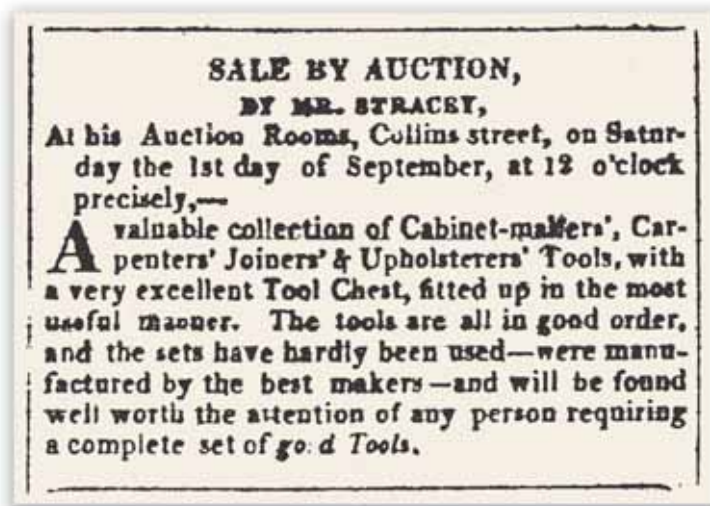 SALE BY AUCTION,
BY MR. STRACEY,
At his Auction Rooms, Collins street, on Satur-
day the 1st day of September, at 12 o'clock
precisely,—
A valuable collection of Cabinet-makers', Car-
penters' Joiners' & Upholsterers' Tools, with
a very excellent Tool Chest, fitted up in the most
useful manner. The tools are all in good order,
and the sets have hardly been used—were manu-
factured by the best makers—and will be found
well worth the attention of any person requiring
a complete set of good Tools.